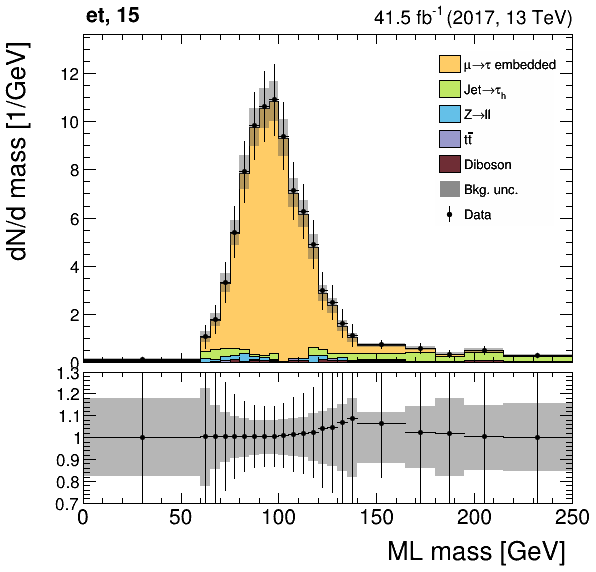 et, 15
41.5 fb⁻¹ (2017, 13 TeV)
dN/d mass [1/GeV]
12
10
8
6
4
2
0
μ→τ embedded
Jet→τh
Z→ll
tt̄
Diboson
Bkg. unc.
Data
1.3
1.2
1.1
1
0.9
0.8
0.7
0
50
100
150
200
250
ML mass [GeV]